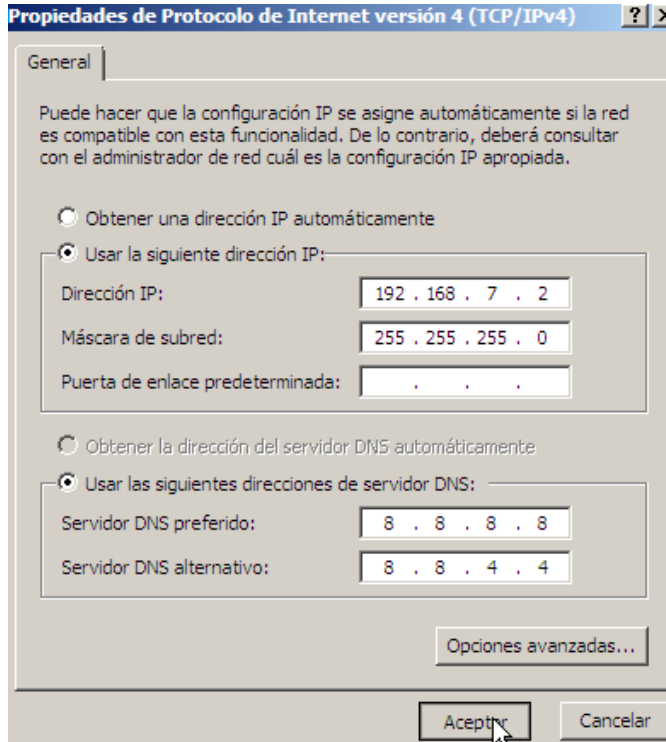 Propiedades de Protocolo de Internet versión 4 (TCP/IPv4)
General
Puede hacer que la configuración IP se asigne automáticamente si la red
es compatible con esta funcionalidad. De lo contrario, deberá consultar
con el administrador de red cuál es la configuración IP apropiada.
Obtener una dirección IP automáticamente
Usar la siguiente dirección IP:
Dirección IP: 192 . 168 . 7 . 2
Máscara de subred: 255 . 255 . 255 . 0
Puerta de enlace predeterminada: . . .
Obtener la dirección del servidor DNS automáticamente
Usar las siguientes direcciones de servidor DNS:
Servidor DNS preferido: 8 . 8 . 8 . 8
Servidor DNS alternativo: 8 . 8 . 4 . 4
Opciones avanzadas...
Aceptar Cancelar